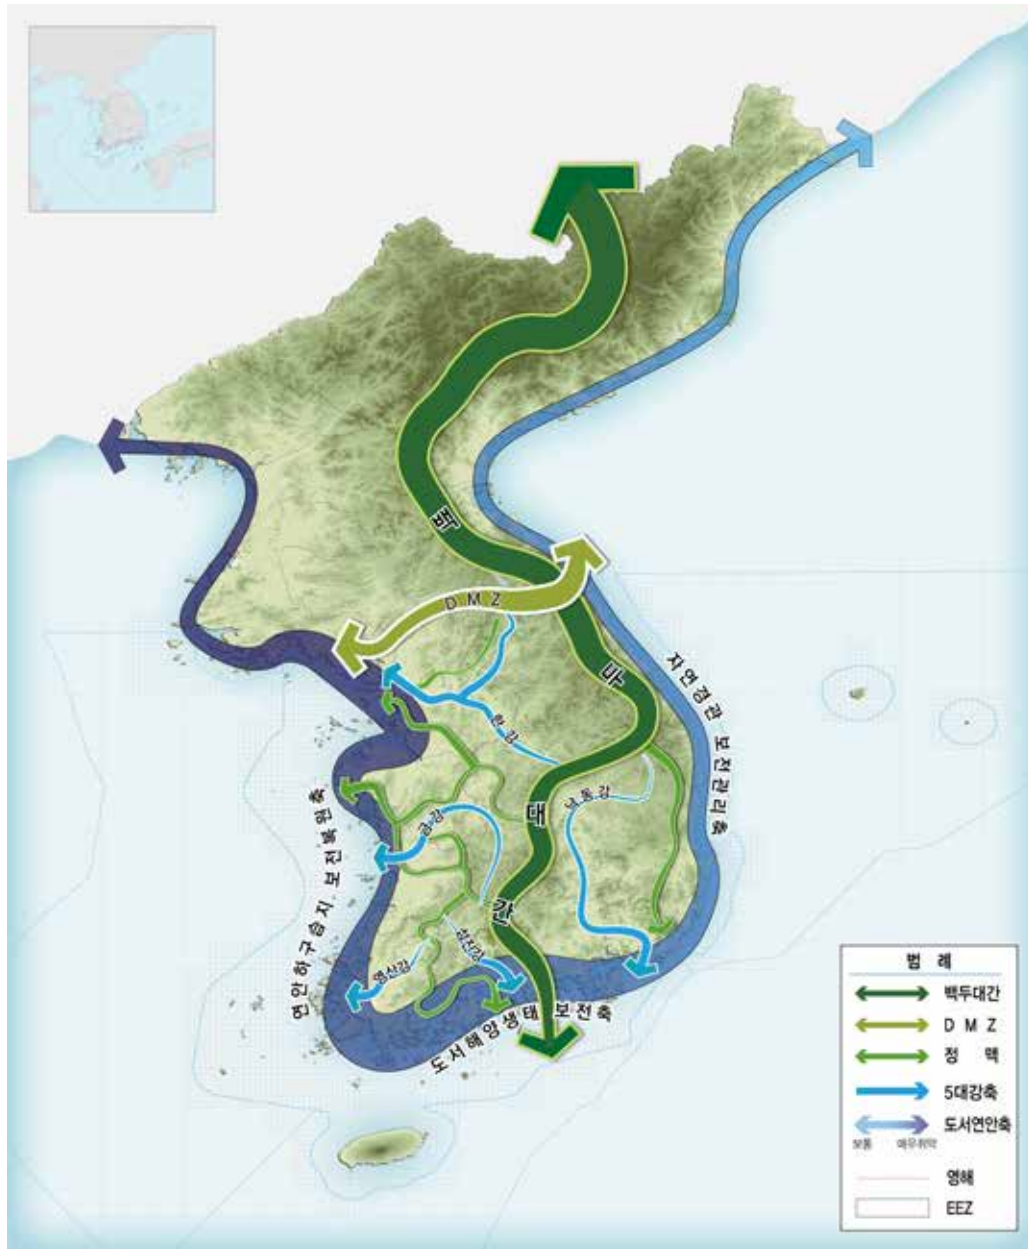 백
DMZ
두
자연경관 보전관리축
한강
대
낙동강
금강
연안하구습지 보전복원축
간
섬진강
영산강
도서해양생태 보전축
범 례
백두대간
D M Z
정 맥
5대강축
도서연안축
보통 매우취약
영해
EEZ